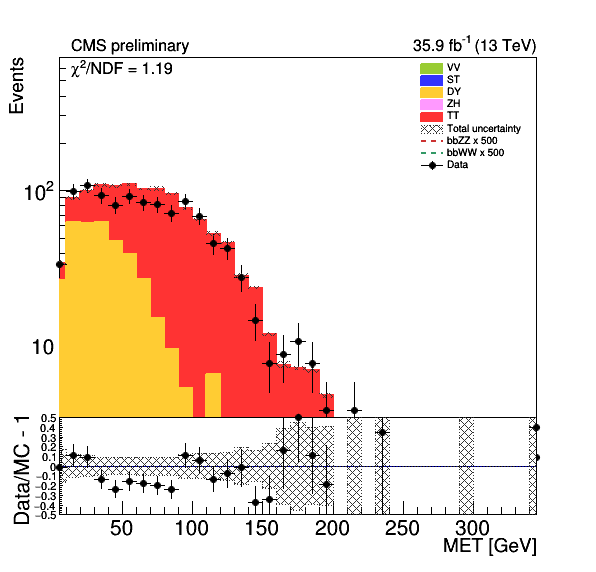 CMS preliminary
35.9 fb⁻¹ (13 TeV)
χ²/NDF = 1.19
Events
VV
ST
DY
ZH
TT
Total uncertainty
bbZZ x 500
bbWW x 500
Data
10²
10
Data/MC - 1
0.5
0.4
0.3
0.2
0.1
0
−0.1
−0.2
−0.3
−0.4
−0.5
50 100 150 200 250 300
MET [GeV]